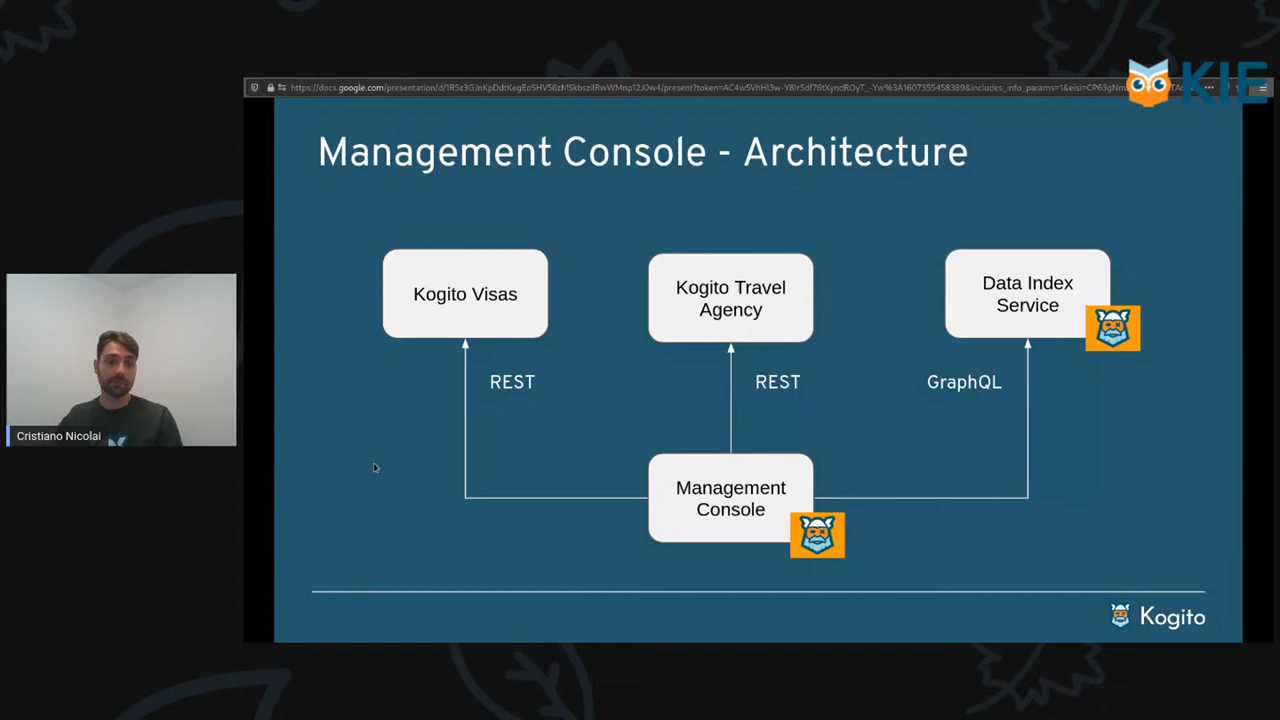 KIE
Management Console - Architecture
Kogito Visas
Kogito Travel
Agency
Data Index
Service
REST
REST
GraphQL
Management
Console
Cristiano Nicolai
Kogito